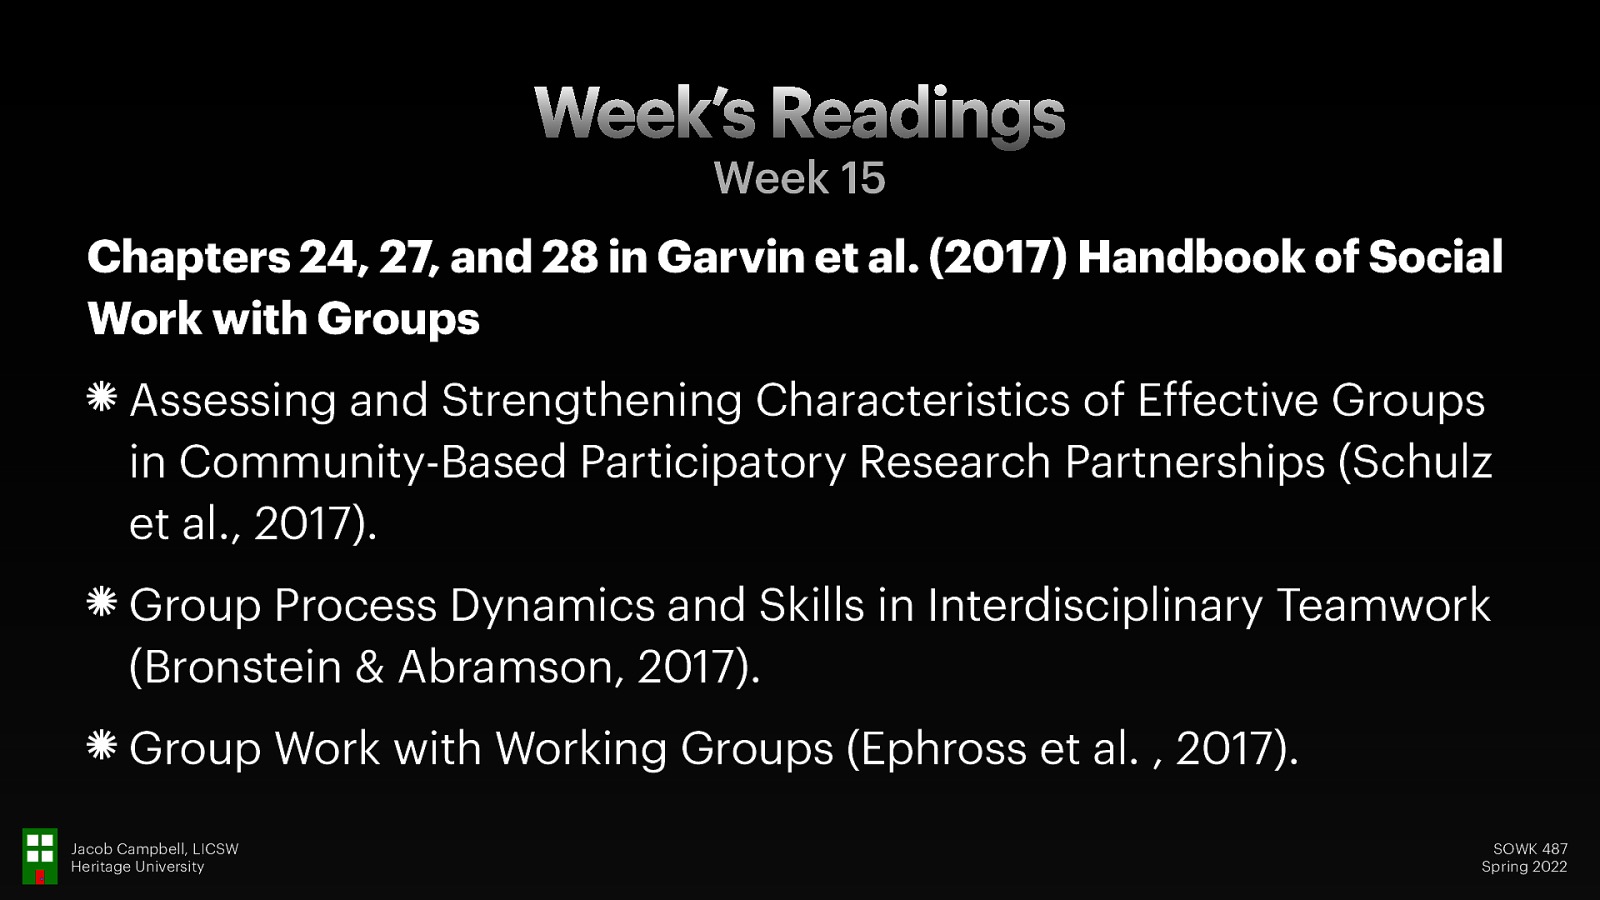 Week’s Readings
Week 15
Chapters 24, 27, and 28 in Garvin et al. (2017) Handbook of Social
Work with Groups
Assessing and Strengthening Characteristics of Effective Groups
in Community-Based Participatory Research Partnerships (Schulz
et al., 2017).
Group Process Dynamics and Skills in Interdisciplinary Teamwork
(Bronstein & Abramson, 2017).
Group Work with Working Groups (Ephross et al. , 2017).
Jacob Campbell, LICSW
Heritage University
SOWK 487
Spring 2022